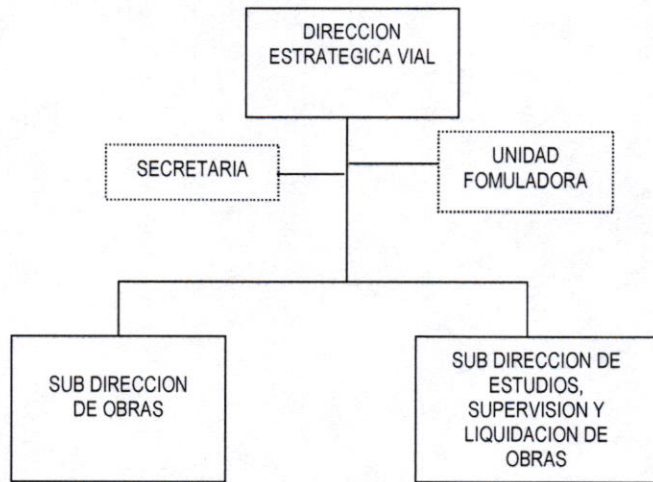 DIRECCION
ESTRATEGICA VIAL
SECRETARIA
UNIDAD
FOMULADORA
SUB DIRECCION
DE OBRAS
SUB DIRECCION DE
ESTUDIOS,
SUPERVISION Y
LIQUIDACION DE
OBRAS